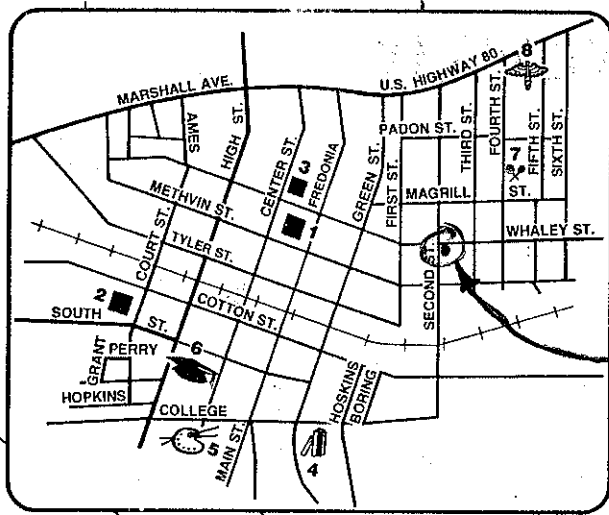 U.S. HIGHWAY 80
8
MARSHALL AVE.
AMES
HIGH ST.
CENTER ST.
3
FREDONIA
GREEN ST.
FIRST ST.
PADON ST.
THIRD ST.
FOURTH ST.
7
FIFTH ST.
SIXTH ST.
MAGRILL ST.
METHVIN ST.
1
WHALEY ST.
SECOND ST.
COURT ST.
TYLER ST.
2
SOUTH ST.
COTTON ST.
GRANT
PERRY
6
HOPKINS
COLLEGE
5
MAIN ST.
4
HOSKINS
BORING